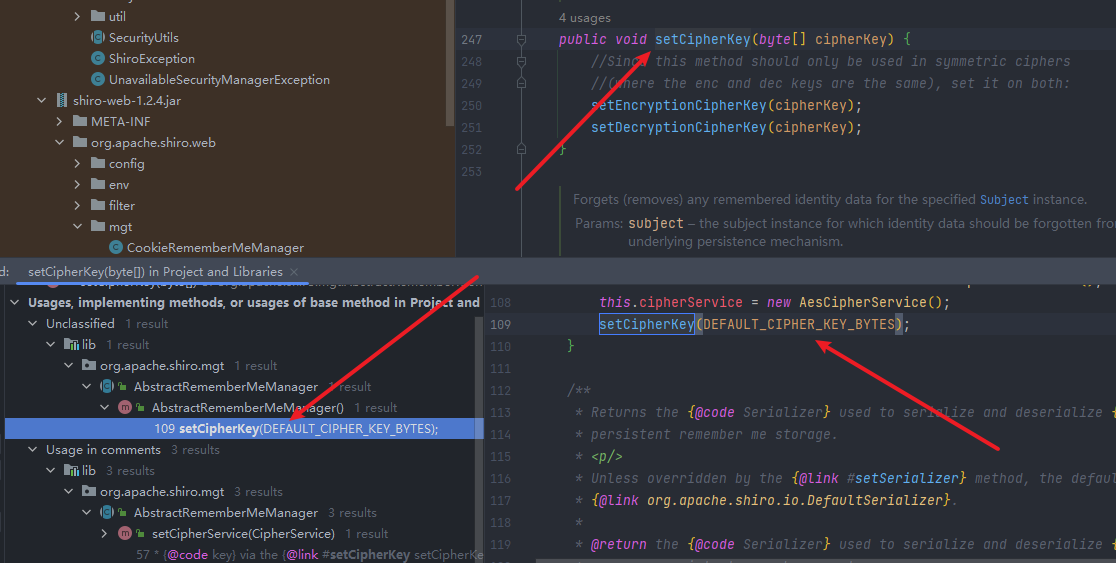 util
SecurityUtils
ShiroException
UnavailableSecurityManagerException
shiro-web-1.2.4.jar
META-INF
org.apache.shiro.web
config
env
filter
mgt
CookieRememberMeManager
4 usages
247 public void setCipherKey(byte[] cipherKey) {
248 //Since this method should only be used in symmetric ciphers
249 //(where the enc and dec keys are the same), set it on both:
250 setEncryptionCipherKey(cipherKey);
251 setDecryptionCipherKey(cipherKey);
252 }
253
Forgets (removes) any remembered identity data for the specified Subject instance.
Params: subject – the subject instance for which identity data should be forgotten from
underlying persistence mechanism.
d: setCipherKey(byte[]) in Project and Libraries ×
Usages, implementing methods, or usages of base method in Project and
Unclassified 1 result
lib 1 result
org.apache.shiro.mgt 1 result
AbstractRememberMeManager 1 result
AbstractRememberMeManager() 1 result
109 setCipherKey(DEFAULT_CIPHER_KEY_BYTES);
Usage in comments 3 results
lib 3 results
org.apache.shiro.mgt 3 results
AbstractRememberMeManager 3 results
setCipherService(CipherService) 1 result
57 * {@code key} via the {@link #setCipherKey setCipherKe
108 this.cipherService = new AesCipherService();
109 setCipherKey(DEFAULT_CIPHER_KEY_BYTES);
110 }
111
112 /**
113 * Returns the {@code Serializer} used to serialize and deserialize {
114 * persistent remember me storage.
115 * <p/>
116 * Unless overridden by the {@link #setSerializer} method, the defau
117 * {@link org.apache.shiro.io.DefaultSerializer}.
118 *
119 * @return the {@code Serializer} used to serialize and deserialize {